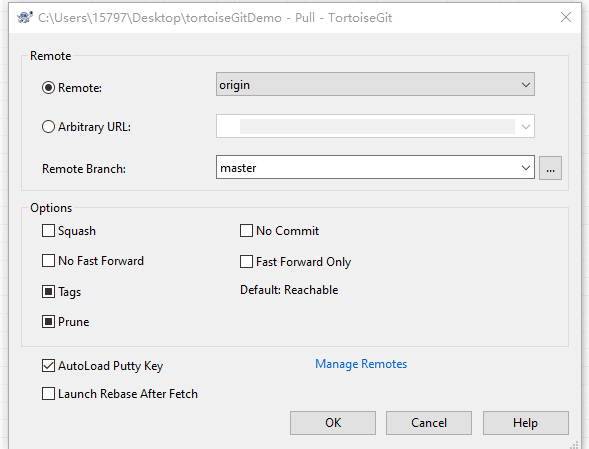 C:\Users\15797\Desktop\tortoiseGitDemo - Pull - TortoiseGit
Remote
Remote:
origin
Arbitrary URL:
Remote Branch:
master
...
Options
Squash
No Commit
No Fast Forward
Fast Forward Only
Tags
Default: Reachable
Prune
AutoLoad Putty Key
Manage Remotes
Launch Rebase After Fetch
OK
Cancel
Help